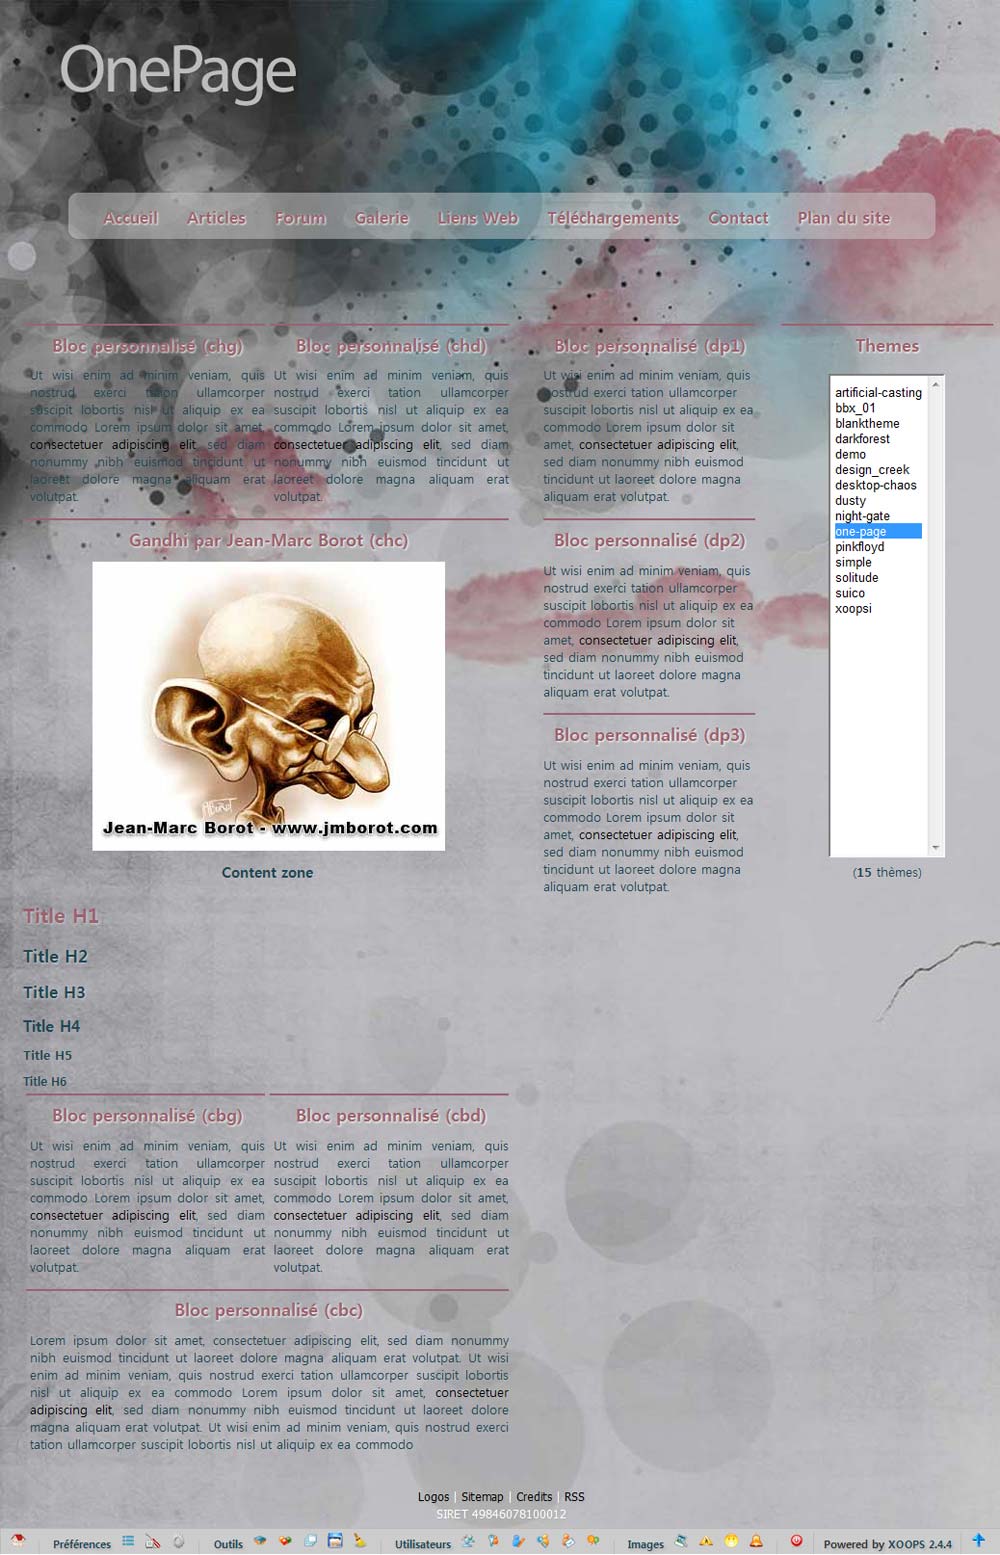 OnePage
Accueil Articles Forum Galerie Liens Web Téléchargements Contact Plan du site
Bloc personnalisé (chg)
Ut wisi enim ad minim veniam, quis
nostrud exerci tation ullamcorper
suscipit lobortis nisl ut aliquip ex ea
commodo Lorem ipsum dolor sit amet,
consectetuer adipiscing elit, sed diam
nonummy nibh euismod tincidunt ut
laoreet dolore magna aliquam erat
volutpat.
Bloc personnalisé (chd)
Ut wisi enim ad minim veniam, quis
nostrud exerci tation ullamcorper
suscipit lobortis nisl ut aliquip ex ea
commodo Lorem ipsum dolor sit amet,
consectetuer adipiscing elit, sed diam
nonummy nibh euismod tincidunt ut
laoreet dolore magna aliquam erat
volutpat.
Gandhi par Jean-Marc Borot (chc)
Jean-Marc Borot - www.jmborot.com
Content zone
Title H1
Title H2
Title H3
Title H4
Title H5
Title H6
Bloc personnalisé (cbg)
Ut wisi enim ad minim veniam, quis
nostrud exerci tation ullamcorper
suscipit lobortis nisl ut aliquip ex ea
commodo Lorem ipsum dolor sit amet,
consectetuer adipiscing elit, sed diam
nonummy nibh euismod tincidunt ut
laoreet dolore magna aliquam erat
volutpat.
Bloc personnalisé (cbd)
Ut wisi enim ad minim veniam, quis
nostrud exerci tation ullamcorper
suscipit lobortis nisl ut aliquip ex ea
commodo Lorem ipsum dolor sit amet,
consectetuer adipiscing elit, sed diam
nonummy nibh euismod tincidunt ut
laoreet dolore magna aliquam erat
volutpat.
Bloc personnalisé (cbc)
Lorem ipsum dolor sit amet, consectetuer adipiscing elit, sed diam nonummy
nibh euismod tincidunt ut laoreet dolore magna aliquam erat volutpat. Ut wisi
enim ad minim veniam, quis nostrud exerci tation ullamcorper suscipit lobortis
nisl ut aliquip ex ea commodo Lorem ipsum dolor sit amet, consectetuer
adipiscing elit, sed diam nonummy nibh euismod tincidunt ut laoreet dolore
magna aliquam erat volutpat. Ut wisi enim ad minim veniam, quis nostrud exerci
tation ullamcorper suscipit lobortis nisl ut aliquip ex ea commodo
Bloc personnalisé (dp1)
Ut wisi enim ad minim veniam, quis
nostrud exerci tation ullamcorper
suscipit lobortis nisl ut aliquip ex ea
commodo Lorem ipsum dolor sit
amet, consectetuer adipiscing elit,
sed diam nonummy nibh euismod
tincidunt ut laoreet dolore magna
aliquam erat volutpat.
Bloc personnalisé (dp2)
Ut wisi enim ad minim veniam, quis
nostrud exerci tation ullamcorper
suscipit lobortis nisl ut aliquip ex ea
commodo Lorem ipsum dolor sit
amet, consectetuer adipiscing elit,
sed diam nonummy nibh euismod
tincidunt ut laoreet dolore magna
aliquam erat volutpat.
Bloc personnalisé (dp3)
Ut wisi enim ad minim veniam, quis
nostrud exerci tation ullamcorper
suscipit lobortis nisl ut aliquip ex ea
commodo Lorem ipsum dolor sit
amet, consectetuer adipiscing elit,
sed diam nonummy nibh euismod
tincidunt ut laoreet dolore magna
aliquam erat volutpat.
Themes
artificial-casting
bbx_01
blanktheme
darkforest
demo
design_creek
desktop-chaos
dusty
night-gate
one-page
pinkfloyd
simple
solitude
suico
xoopsi
(15 thèmes)
Logos | Sitemap | Credits | RSS
SIRET 49846078100012
Préférences Outils Utilisateurs Images Powered by XOOPS 2.4.4